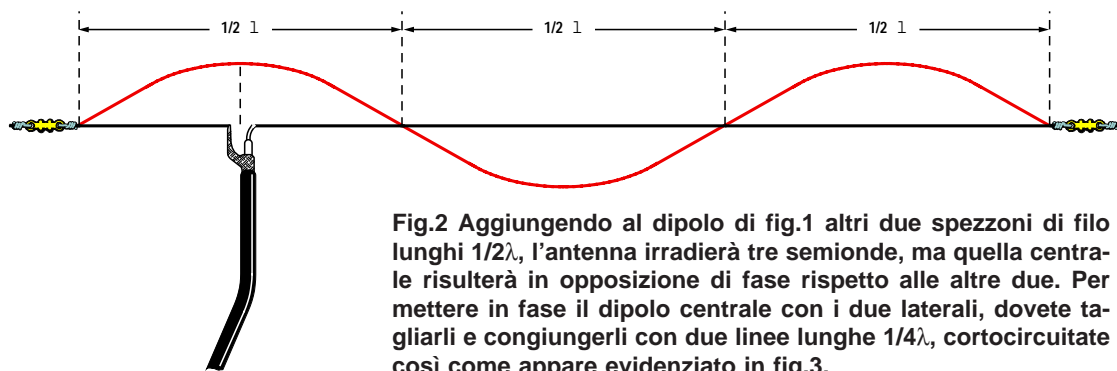 1/2 l 1/2 l 1/2 l
Fig.2 Aggiungendo al dipolo di fig.1 altri due spezzoni di filo
lunghi 1/2λ, l'antenna irradierà tre semionde, ma quella centra-
le risulterà in opposizione di fase rispetto alle altre due. Per
mettere in fase il dipolo centrale con i due laterali, dovete ta-
gliarli e congiungerli con due linee lunghe 1/4λ, cortocircuitate
così come appare evidenziato in fig.3.